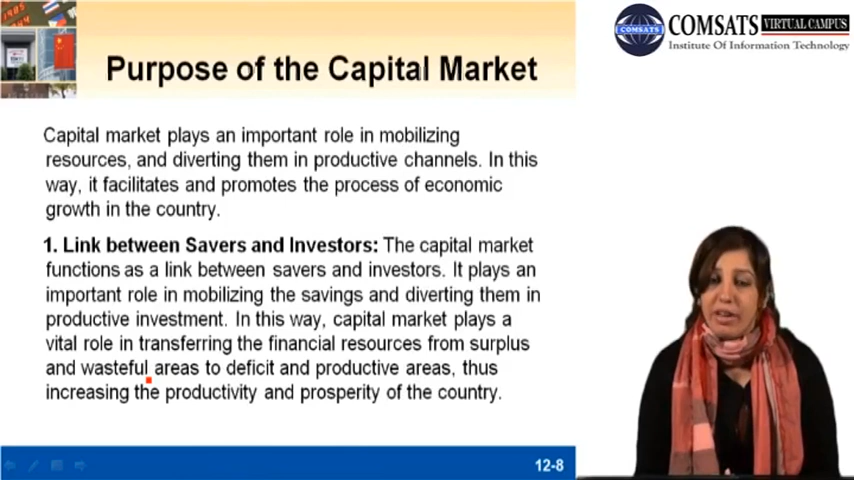 COMSATS VIRTUAL CAMPUS
Institute Of Information Technology
COMSATS
Purpose of the Capital Market
Capital market plays an important role in mobilizing
resources, and diverting them in productive channels. In this
way, it facilitates and promotes the process of economic
growth in the country.
1. Link between Savers and Investors: The capital market
functions as a link between savers and investors. It plays an
important role in mobilizing the savings and diverting them in
productive investment. In this way, capital market plays a
vital role in transferring the financial resources from surplus
and wasteful areas to deficit and productive areas, thus
increasing the productivity and prosperity of the country.
12-8